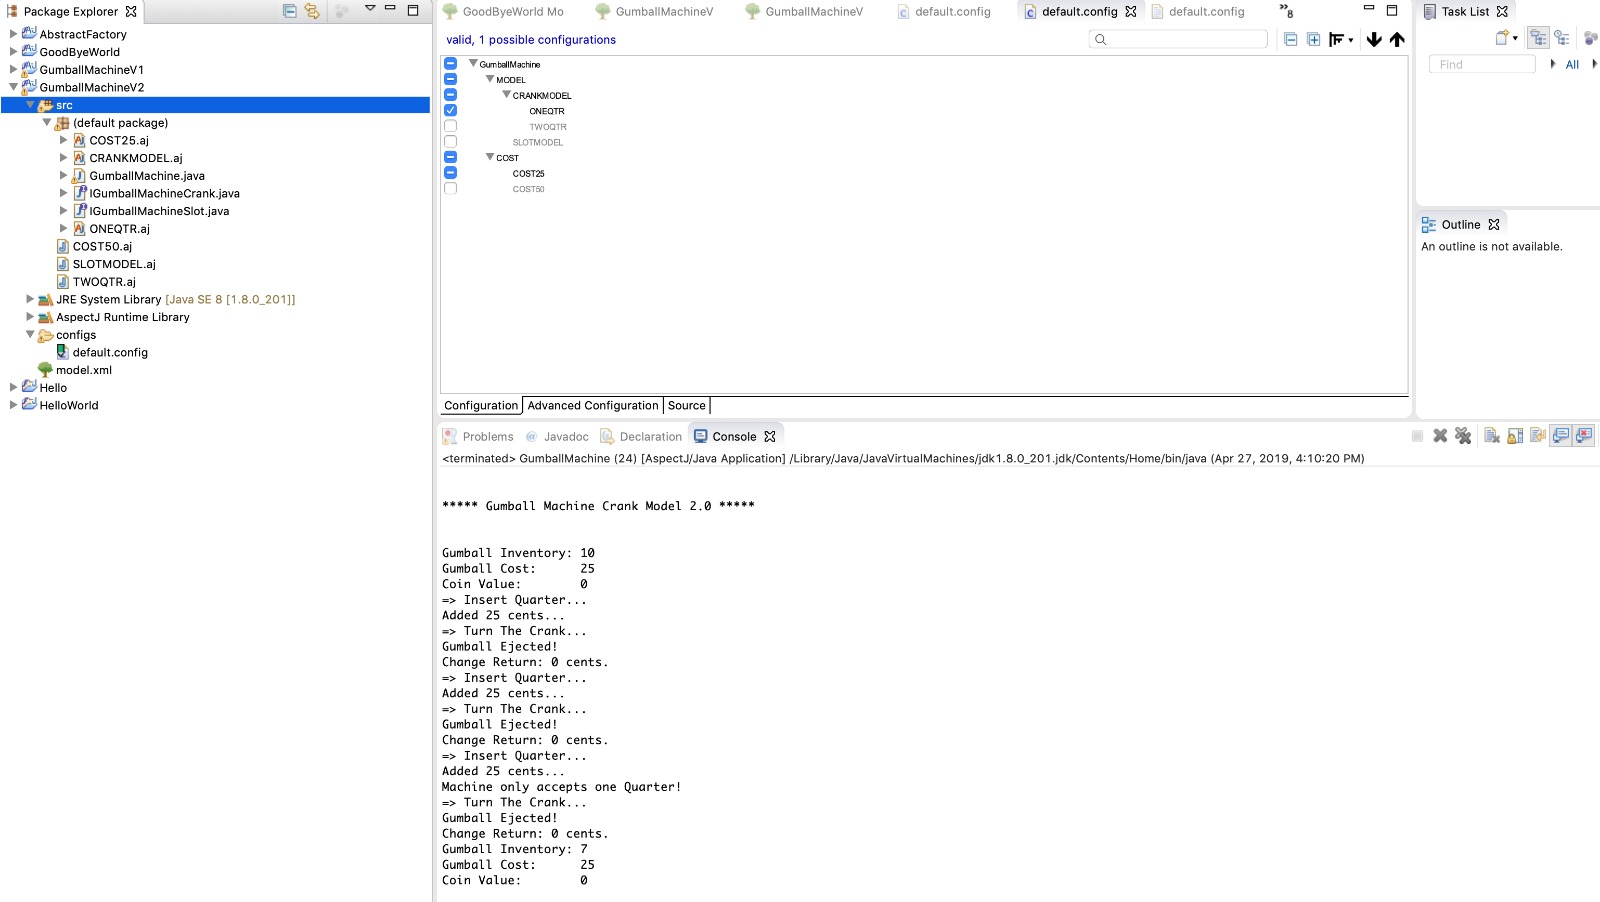 Package Explorer
AbstractFactory
GoodByeWorld
GumballMachineV1
GumballMachineV2
src
(default package)
COST25.aj
CRANKMODEL.aj
GumballMachine.java
IGumballMachineCrank.java
IGumballMachineSlot.java
ONEQTR.aj
COST50.aj
SLOTMODEL.aj
TWOQTR.aj
JRE System Library [Java SE 8 [1.8.0_201]]
AspectJ Runtime Library
configs
default.config
model.xml
Hello
HelloWorld
GoodByeWorld Mo
GumballMachineV
GumballMachineV
default.config
default.config
default.config
»8
valid, 1 possible configurations
GumballMachine
MODEL
CRANKMODEL
ONEQTR
TWOQTR
SLOTMODEL
COST
COST25
COST50
Configuration
Advanced Configuration
Source
Problems
Javadoc
Declaration
Console
<terminated> GumballMachine (24) [AspectJ/Java Application] /Library/Java/JavaVirtualMachines/jdk1.8.0_201.jdk/Contents/Home/bin/java (Apr 27, 2019, 4:10:20 PM)
***** Gumball Machine Crank Model 2.0 *****
Gumball Inventory: 10
Gumball Cost: 25
Coin Value: 0
=> Insert Quarter...
Added 25 cents...
=> Turn The Crank...
Gumball Ejected!
Change Return: 0 cents.
=> Insert Quarter...
Added 25 cents...
=> Turn The Crank...
Gumball Ejected!
Change Return: 0 cents.
=> Insert Quarter...
Added 25 cents...
Machine only accepts one Quarter!
=> Turn The Crank...
Gumball Ejected!
Change Return: 0 cents.
Gumball Inventory: 7
Gumball Cost: 25
Coin Value: 0
Task List
Find
All
Outline
An outline is not available.